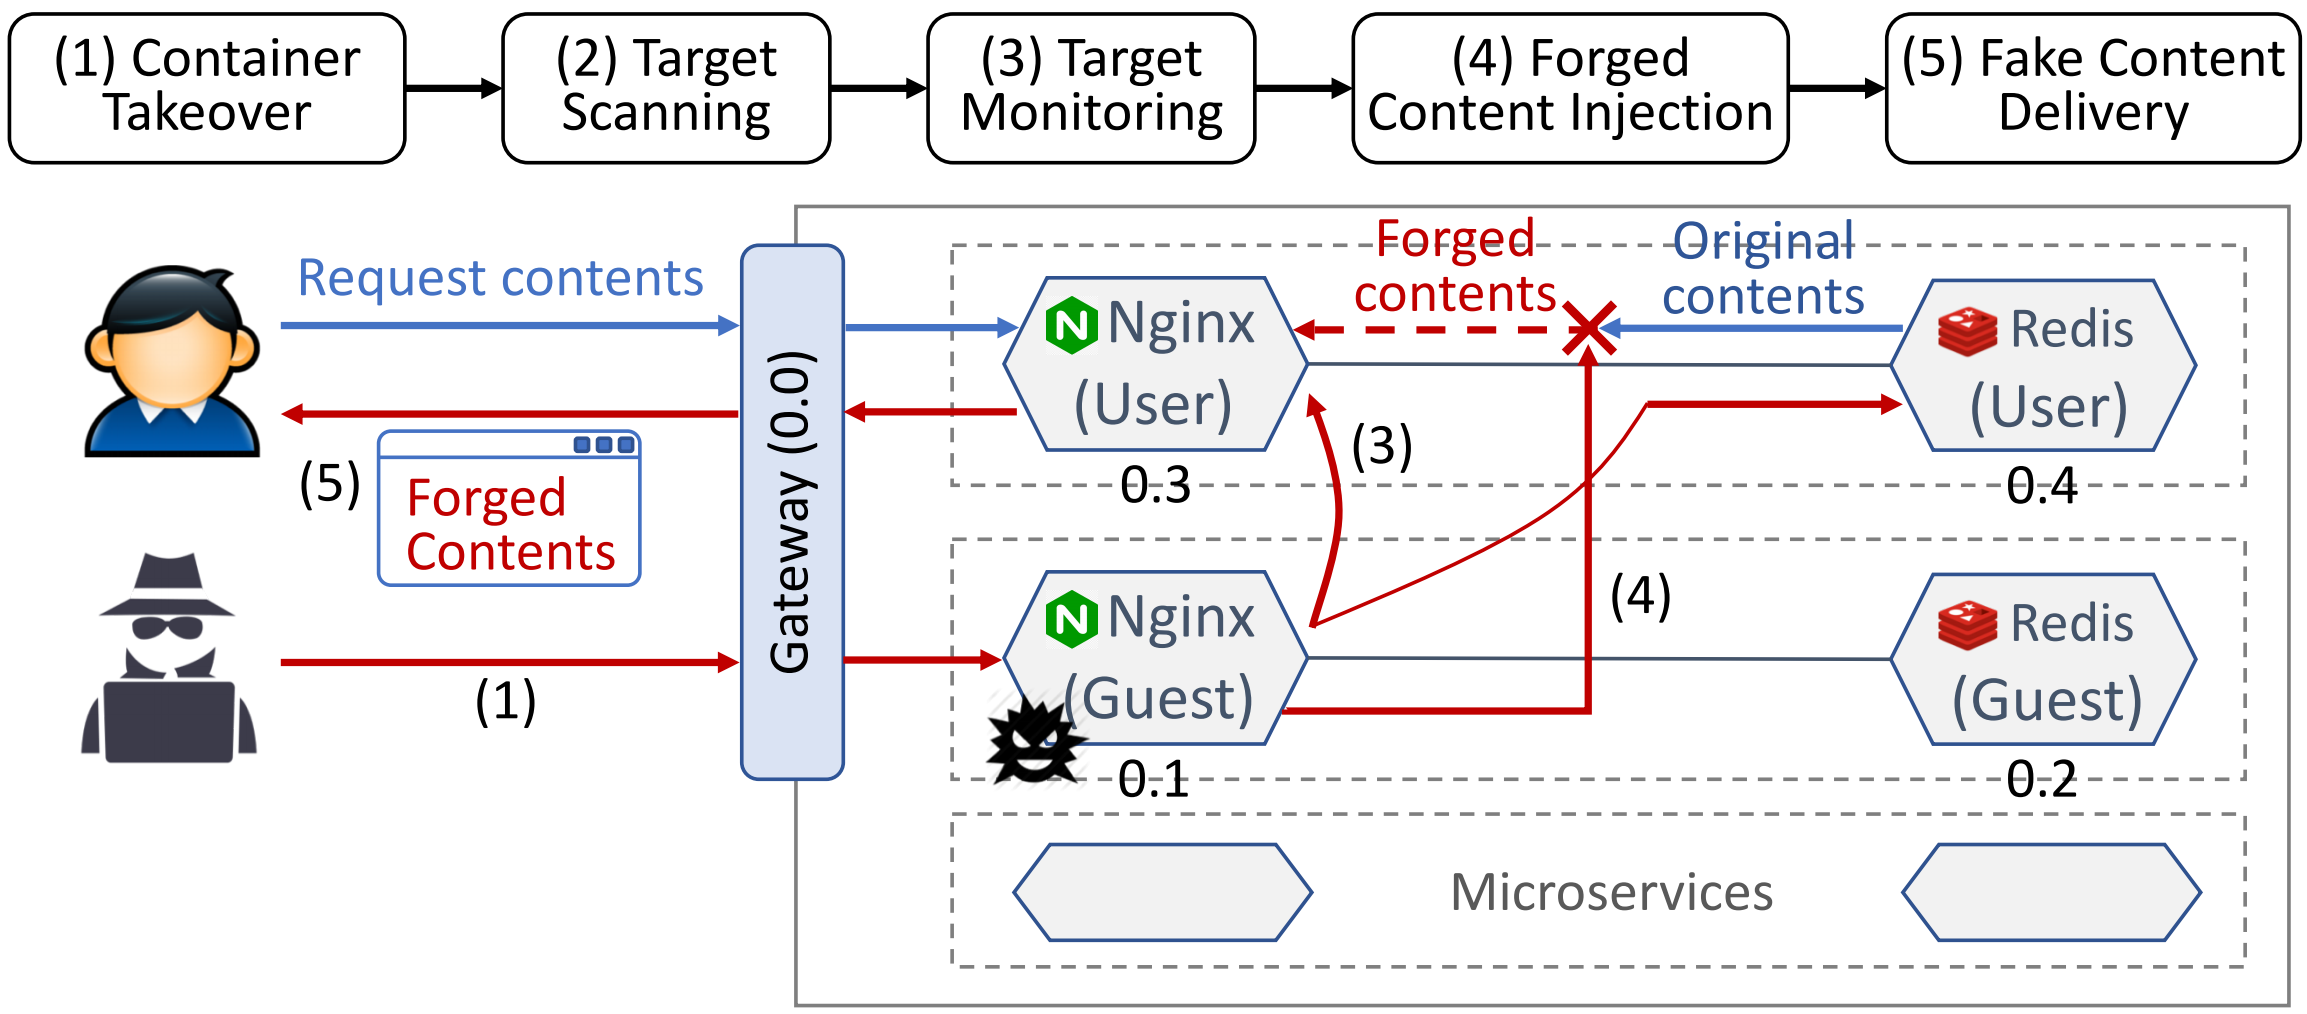 (1) Container
Takeover
(2) Target
Scanning
(3) Target
Monitoring
(4) Forged
Content Injection
(5) Fake Content
Delivery
Request contents
(5)
Forged
Contents
(1)
Gateway (0.0)
Forged
contents
Original
contents
N Nginx
(User)
0.3
Redis
(User)
0.4
(3)
(4)
N Nginx
(Guest)
0.1
Redis
(Guest)
0.2
Microservices